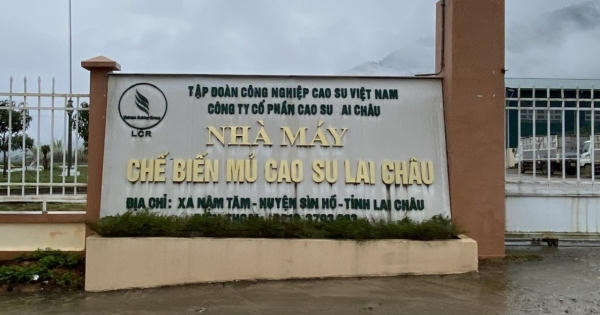 TẬP ĐOÀN CÔNG NGHIỆP CAO SU VIỆT NAM
CÔNG TY CỔ PHẦN CAO SU AI CHÂU
LCR
NHÀ MÁY
CHẾ BIẾN MỦ CAO SU LAI CHÂU
ĐỊA CHỈ: XÃ NẬM TĂM - HUYỆN SÌN HỒ - TỈNH LAI CHÂU